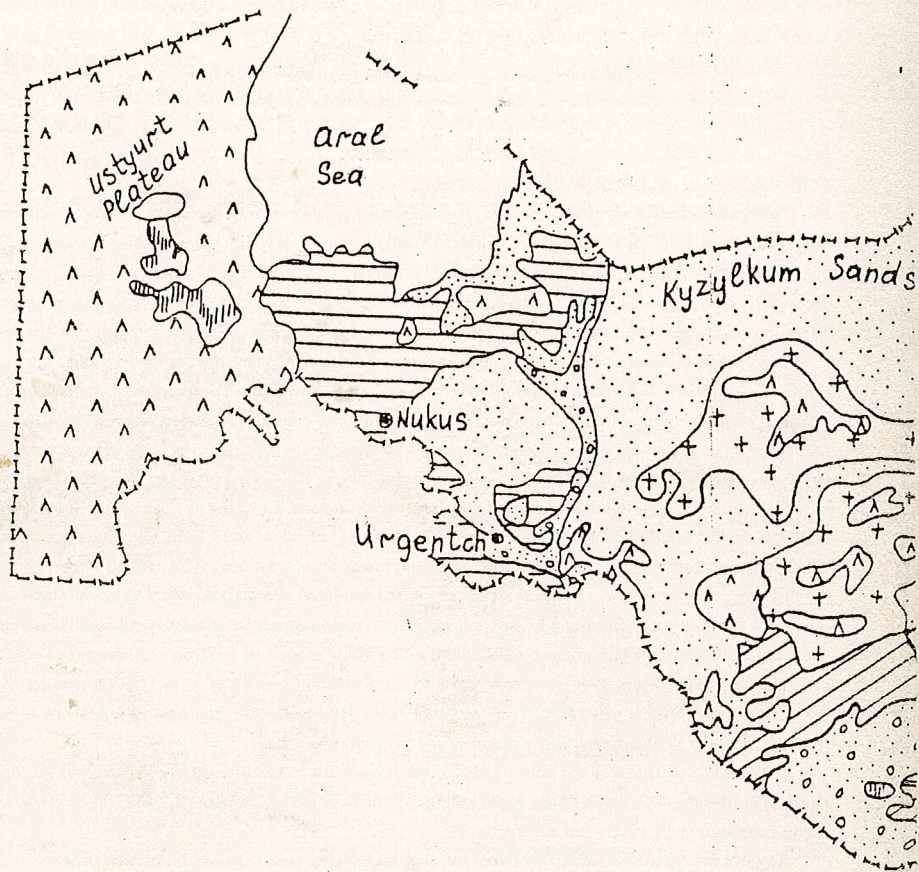 ustyurt
plateau
Aral
Sea
Kyzylkum Sands
Nukus
Urgentch